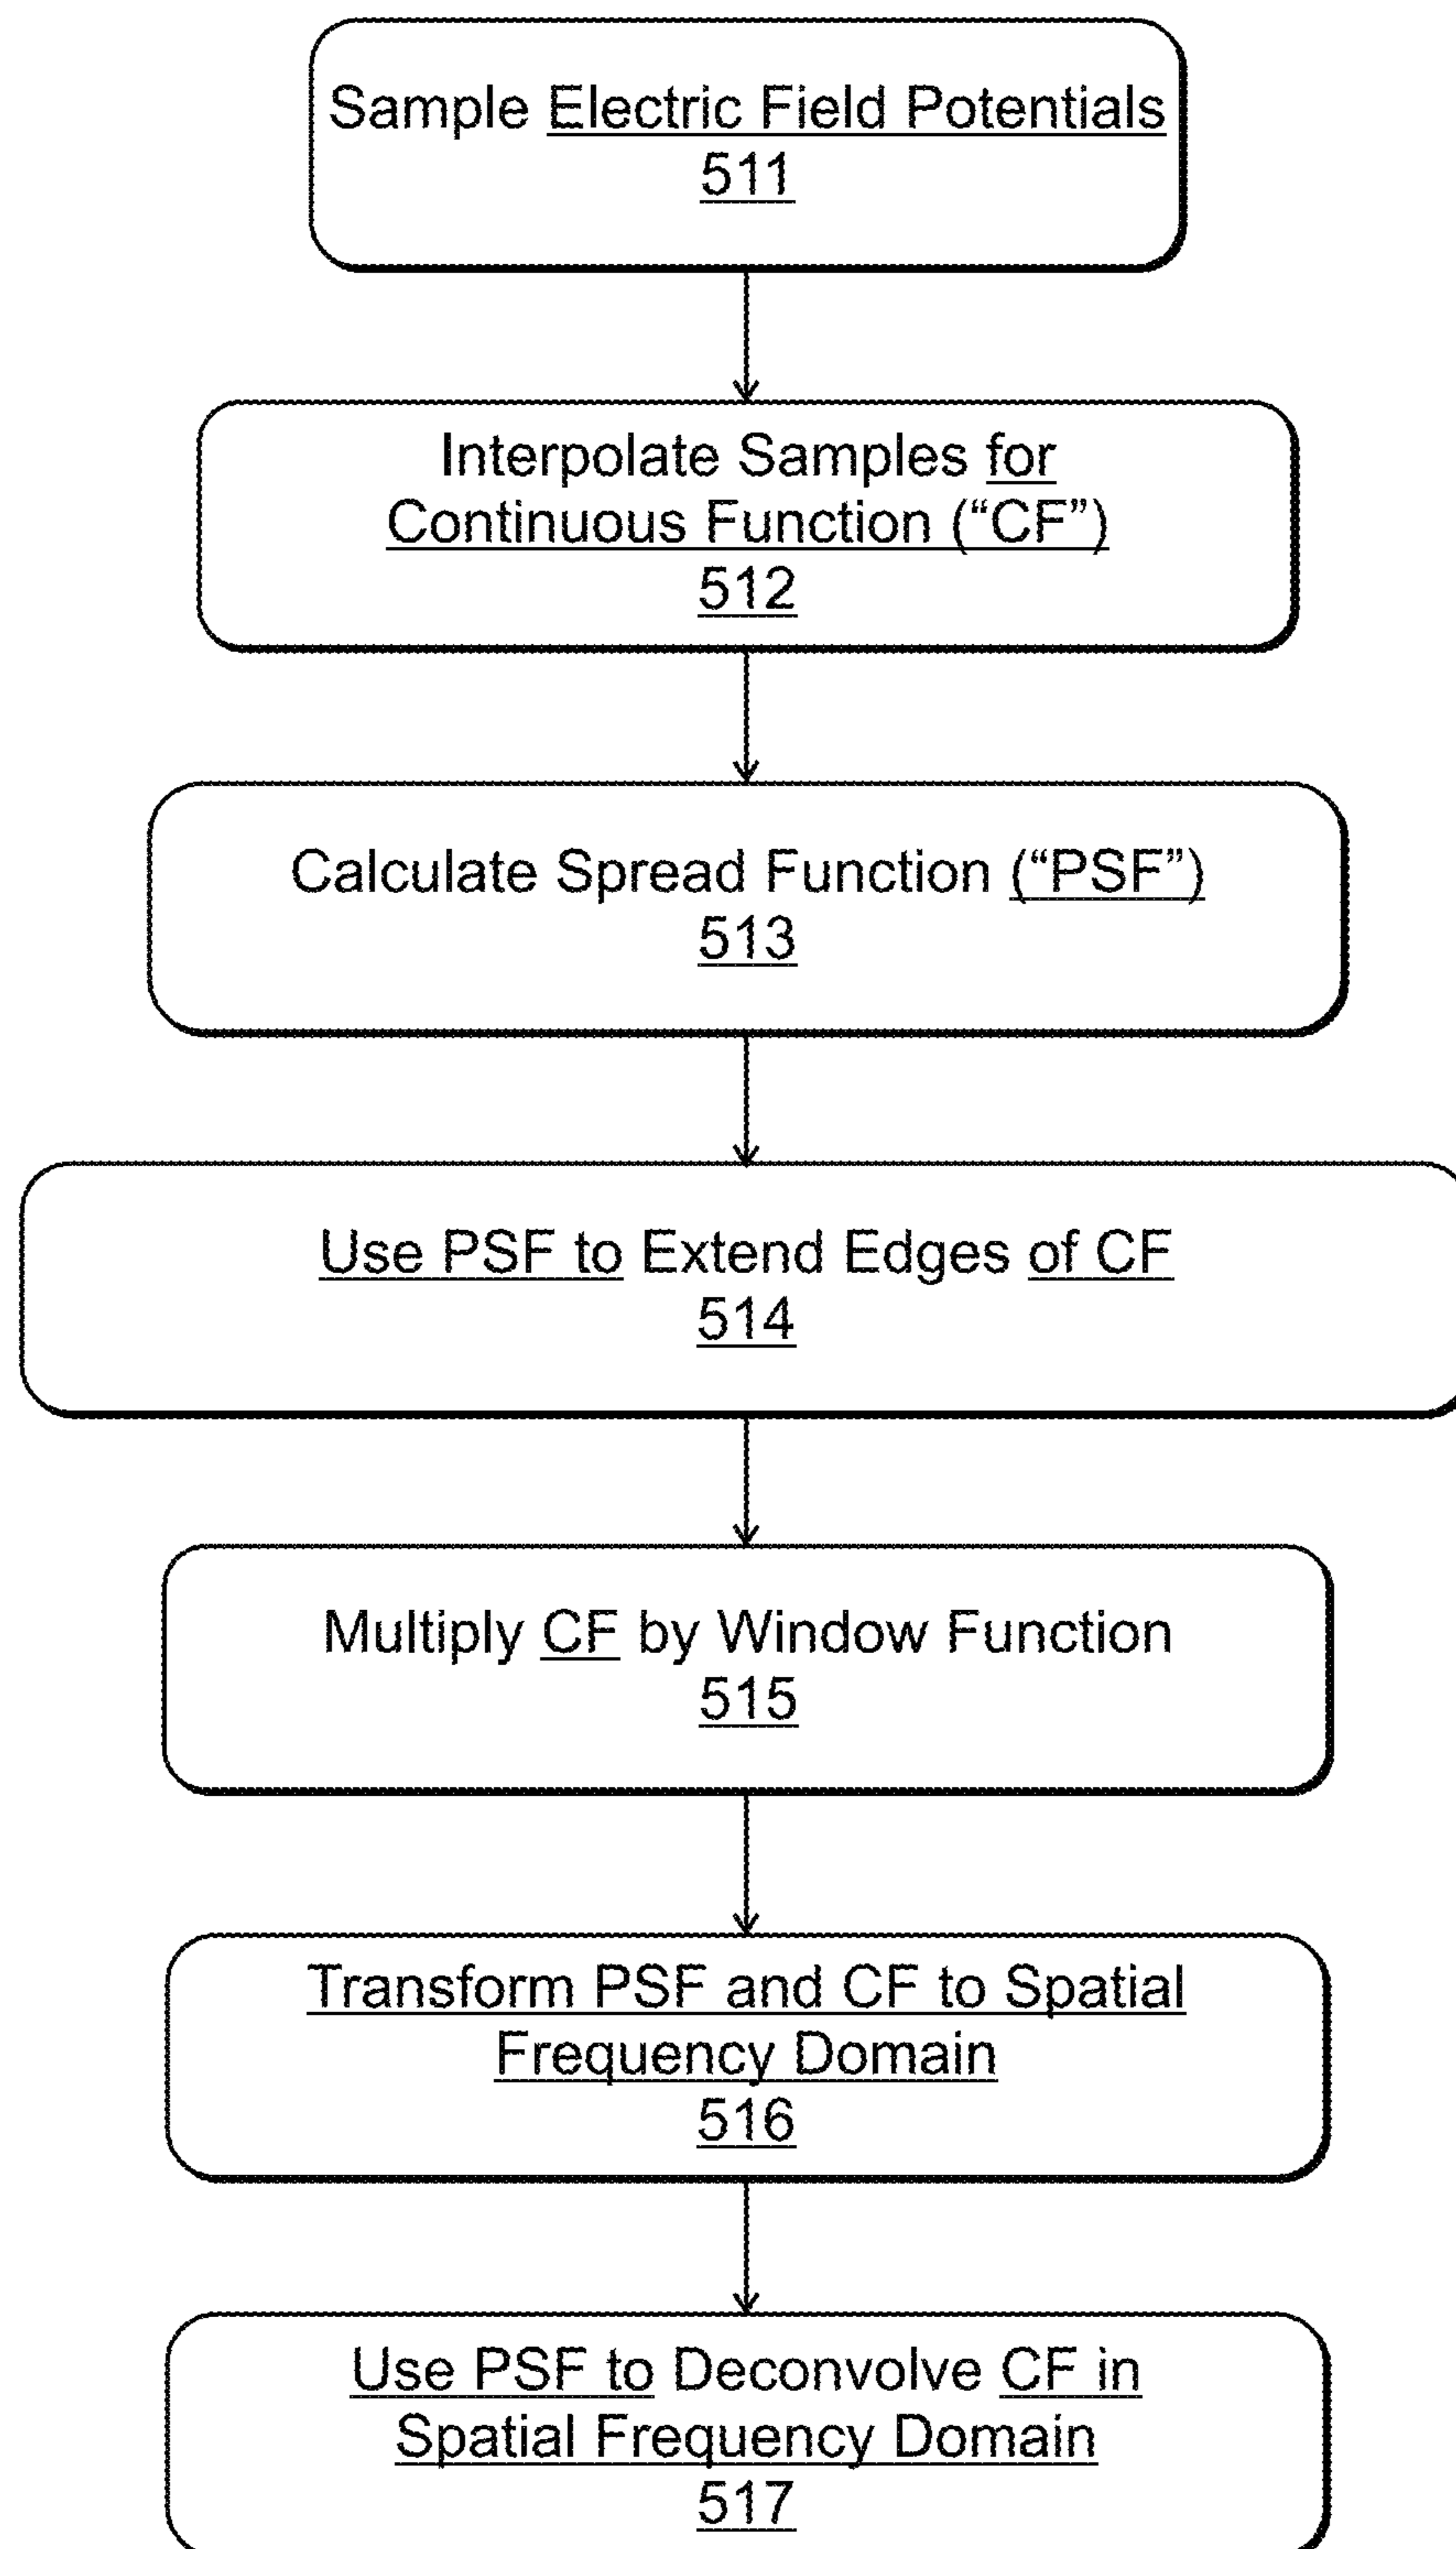 Sample Electric Field Potentials
511
Interpolate Samples for
Continuous Function (“CF”)
512
Calculate Spread Function (“PSF”)
513
Use PSF to Extend Edges of CF
514
Multiply CF by Window Function
515
Transform PSF and CF to Spatial
Frequency Domain
516
Use PSF to Deconvolve CF in
Spatial Frequency Domain
517